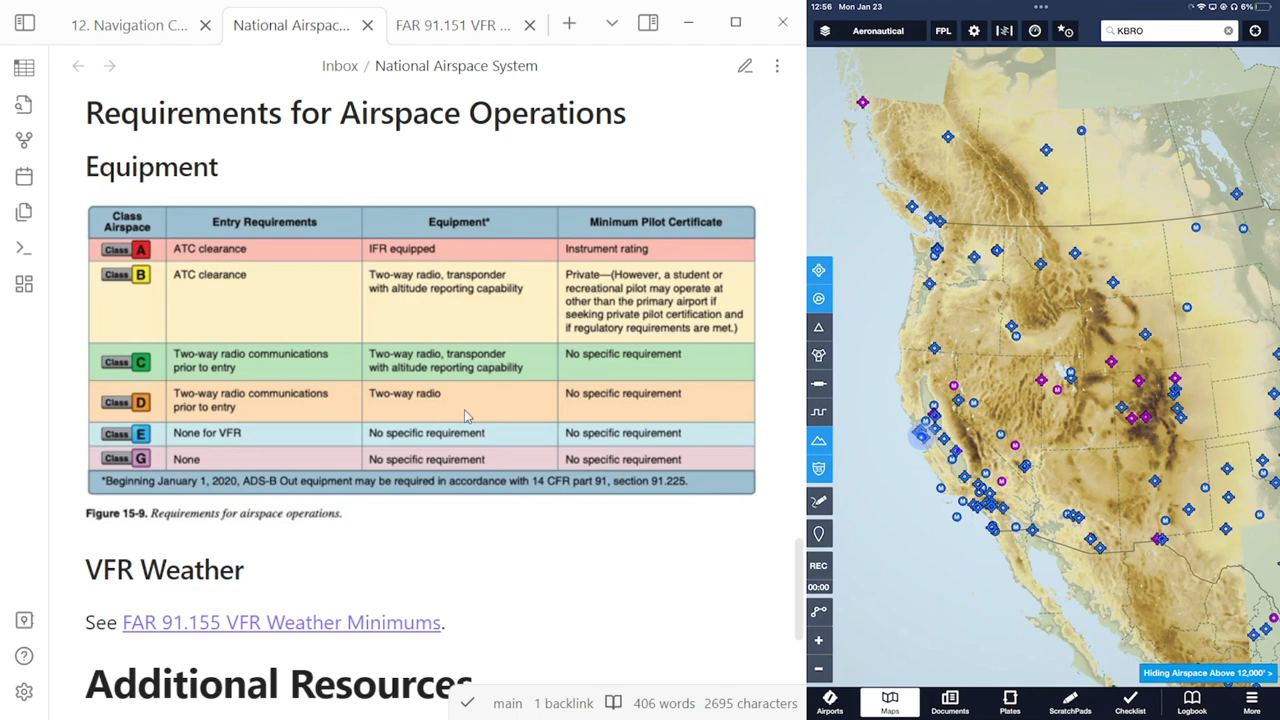 12. Navigation C...
National Airspac...
FAR 91.151 VFR ...
Inbox / National Airspace System
Requirements for Airspace Operations
Equipment
Class Airspace
Entry Requirements
Equipment*
Minimum Pilot Certificate
Class A
ATC clearance
IFR equipped
Instrument rating
Class B
ATC clearance
Two-way radio, transponder
with altitude reporting capability
Private—(However, a student or
recreational pilot may operate at
other than the primary airport if
seeking private pilot certification and
if regulatory requirements are met.)
Class C
Two-way radio communications
prior to entry
Two-way radio, transponder
with altitude reporting capability
No specific requirement
Class D
Two-way radio communications
prior to entry
Two-way radio
No specific requirement
Class E
None for VFR
No specific requirement
No specific requirement
Class G
None
No specific requirement
No specific requirement
*Beginning January 1, 2020, ADS-B Out equipment may be required in accordance with 14 CFR part 91, section 91.225.
Figure 15-9. Requirements for airspace operations.
VFR Weather
See FAR 91.155 VFR Weather Minimums.
Additional Resources
main 1 backlink 406 words 2695 characters
12:56 Mon Jan 23
6%
Aeronautical
FPL
KBRO
REC
00:00
Hiding Airspace Above 12,000' >
Airports
Maps
Documents
Plates
ScratchPads
Checklist
Logbook
More